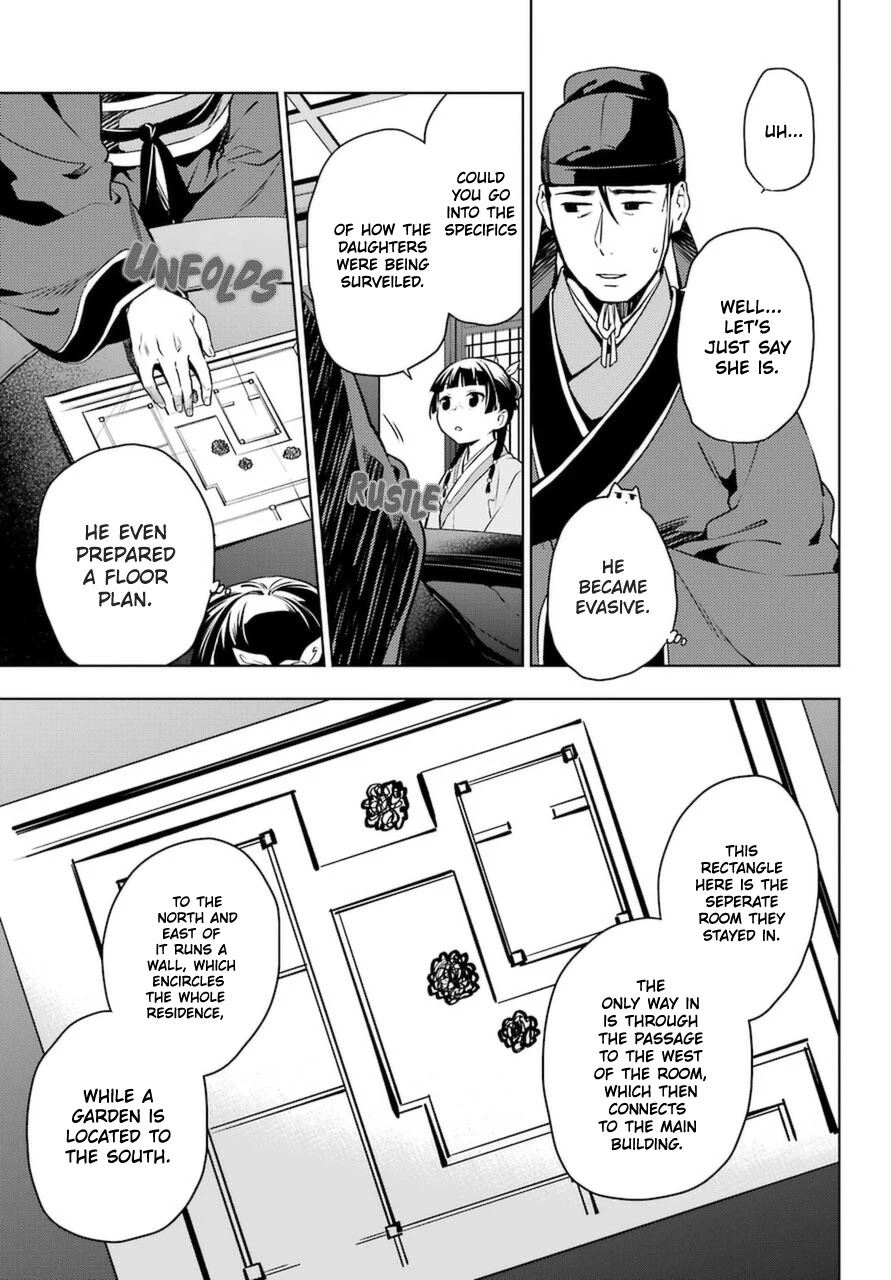 UH...
WELL...
LET'S
JUST SAY
SHE IS.
HE
BECAME
EVASIVE.
COULD
YOU GO
INTO THE
SPECIFICS
OF HOW THE
DAUGHTERS
WERE BEING
SURVEILED.
RUSTLE
UNFOLDS
HE EVEN
PREPARED
A FLOOR
PLAN.
THIS
RECTANGLE
HERE IS THE
SEPERATE
ROOM THEY
STAYED IN.
THE
ONLY WAY IN
IS THROUGH
THE PASSAGE
TO THE WEST
OF THE ROOM,
WHICH THEN
CONNECTS
TO THE MAIN
BUILDING.
TO THE
NORTH AND
EAST OF
IT RUNS A
WALL, WHICH
ENCIRCLES
THE WHOLE
RESIDENCE,
WHILE A
GARDEN IS
LOCATED TO
THE SOUTH.